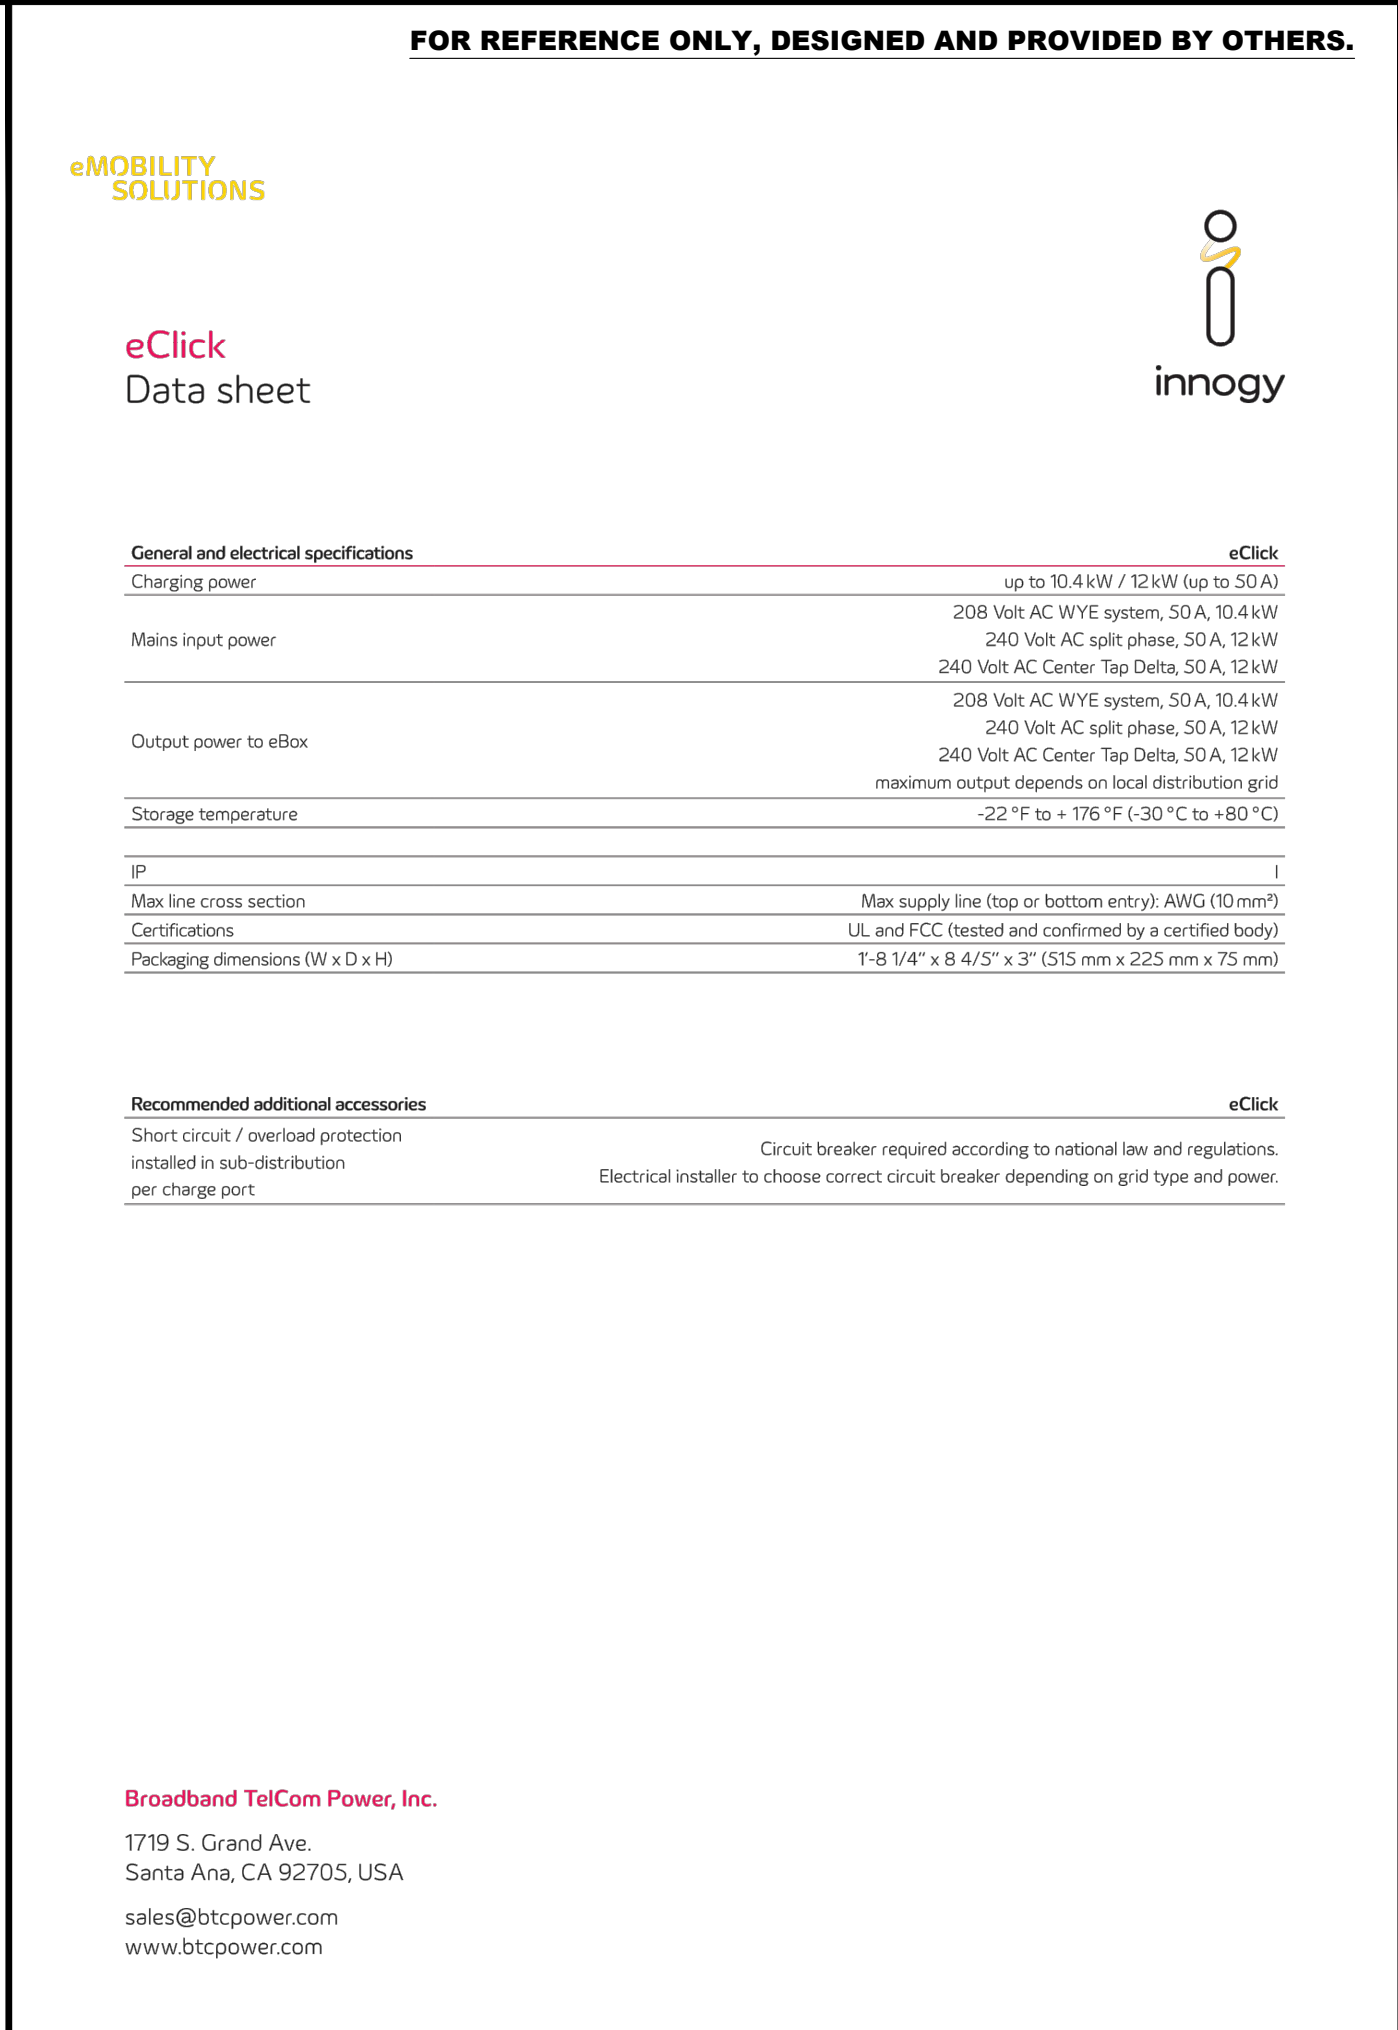 FOR REFERENCE ONLY, DESIGNED AND PROVIDED BY OTHERS.
eMOBILITY
SOLUTIONS
innogy
eClick
Data sheet
General and electrical specifications eClick
Charging power up to 10.4 kW / 12 kW (up to 50 A)
Mains input power
208 Volt AC WYE system, 50 A, 10.4 kW
240 Volt AC split phase, 50 A, 12 kW
240 Volt AC Center Tap Delta, 50 A, 12 kW
Output power to eBox
208 Volt AC WYE system, 50 A, 10.4 kW
240 Volt AC split phase, 50 A, 12 kW
240 Volt AC Center Tap Delta, 50 A, 12 kW
maximum output depends on local distribution grid
Storage temperature -22 °F to + 176 °F (-30 °C to +80 °C)
IP I
Max line cross section Max supply line (top or bottom entry): AWG (10 mm²)
Certifications UL and FCC (tested and confirmed by a certified body)
Packaging dimensions (W x D x H) 1'-8 1/4" x 8 4/5" x 3" (515 mm x 225 mm x 75 mm)
Recommended additional accessories eClick
Short circuit / overload protection
installed in sub-distribution
per charge port
Circuit breaker required according to national law and regulations.
Electrical installer to choose correct circuit breaker depending on grid type and power.
Broadband TelCom Power, Inc.
1719 S. Grand Ave.
Santa Ana, CA 92705, USA
sales@btcpower.com
www.btcpower.com